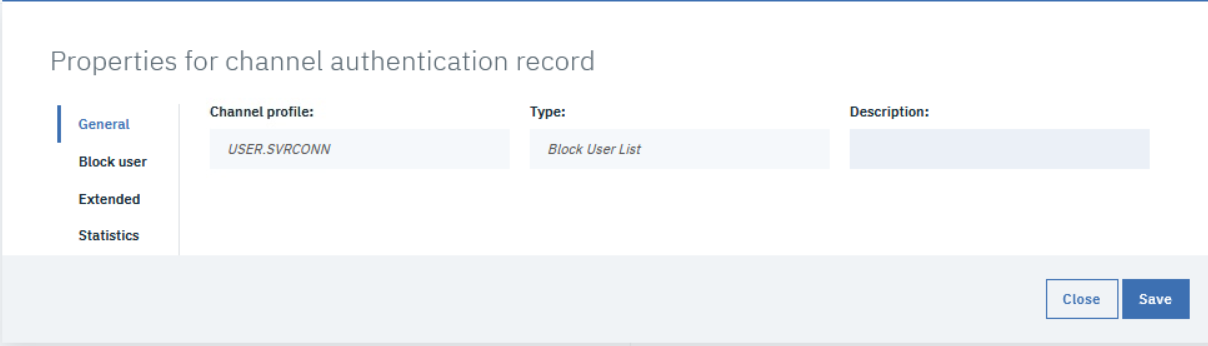 Properties for channel authentication record
General
Block user
Extended
Statistics
Channel profile:
USER.SVRCONN
Type:
Block User List
Description:
Close
Save